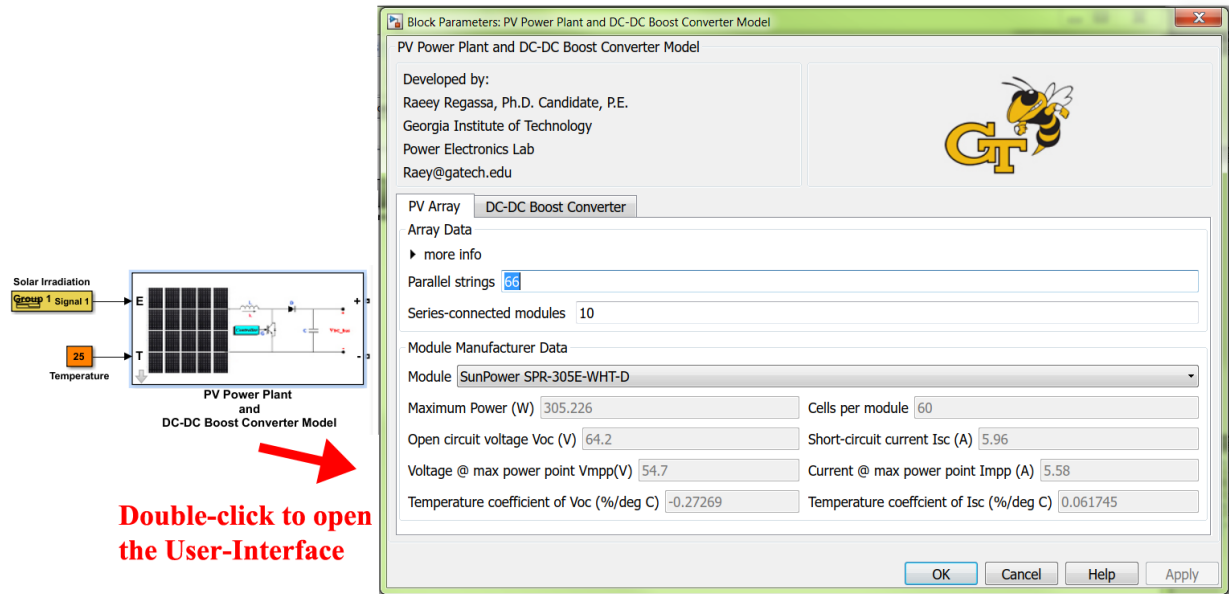 Block Parameters: PV Power Plant and DC-DC Boost Converter Model
X
PV Power Plant and DC-DC Boost Converter Model
Developed by:
Raeey Regassa, Ph.D. Candidate, P.E.
Georgia Institute of Technology
Power Electronics Lab
Raey@gatech.edu
GT
PV Array DC-DC Boost Converter
Array Data
more info
Parallel strings 66
Series-connected modules 10
Module Manufacturer Data
Module SunPower SPR-305E-WHT-D
Maximum Power (W) 305.226 Cells per module 60
Open circuit voltage Voc (V) 64.2 Short-circuit current Isc (A) 5.96
Voltage @ max power point Vmpp(V) 54.7 Current @ max power point Impp (A) 5.58
Temperature coefficient of Voc (%/deg C) -0.27269 Temperature coeffcient of Isc (%/deg C) 0.061745
OK Cancel Help Apply
Solar Irradiation
Group 1 Signal 1
E
+
25
T
-
Temperature
PV Power Plant
and
DC-DC Boost Converter Model
Double-click to open
the User-Interface